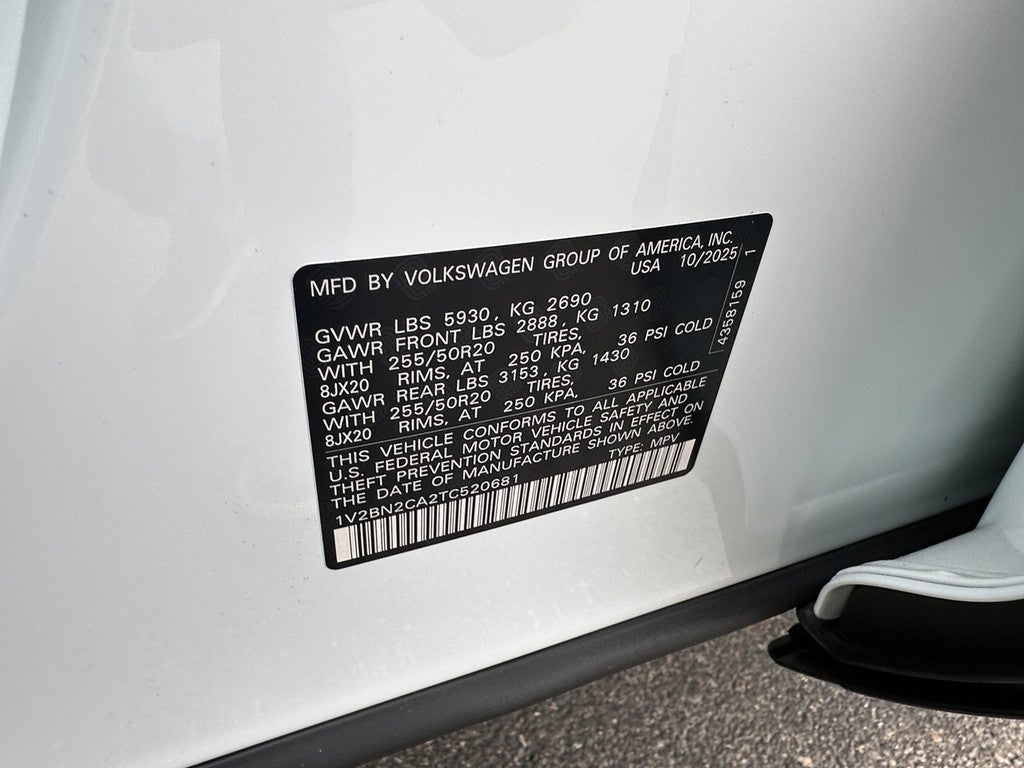 MFD BY VOLKSWAGEN GROUP OF AMERICA, INC.
USA 10/2025
GVWR LBS 5930, KG 2690
GAWR FRONT LBS 2888, KG 1310
WITH 255/50R20 TIRES,
8JX20 RIMS, AT 250 KPA, 36 PSI COLD
GAWR REAR LBS 3153, KG 1430
WITH 255/50R20 TIRES,
8JX20 RIMS, AT 250 KPA, 36 PSI COLD
THIS VEHICLE CONFORMS TO ALL APPLICABLE
U.S. FEDERAL MOTOR VEHICLE SAFETY AND
THEFT PREVENTION STANDARDS IN EFFECT ON
THE DATE OF MANUFACTURE SHOWN ABOVE.
1V2BN2CA2TC520681 TYPE: MPV
4358159 1